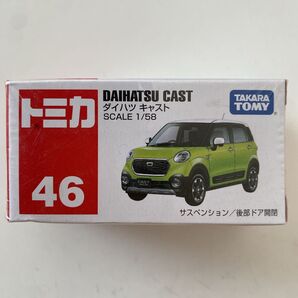 トミカ
46
DAIHATSU CAST
ダイハツ キャスト
SCALE 1/58
TAKARA
TOMY
CAST
サスペンション／後部ドア開閉